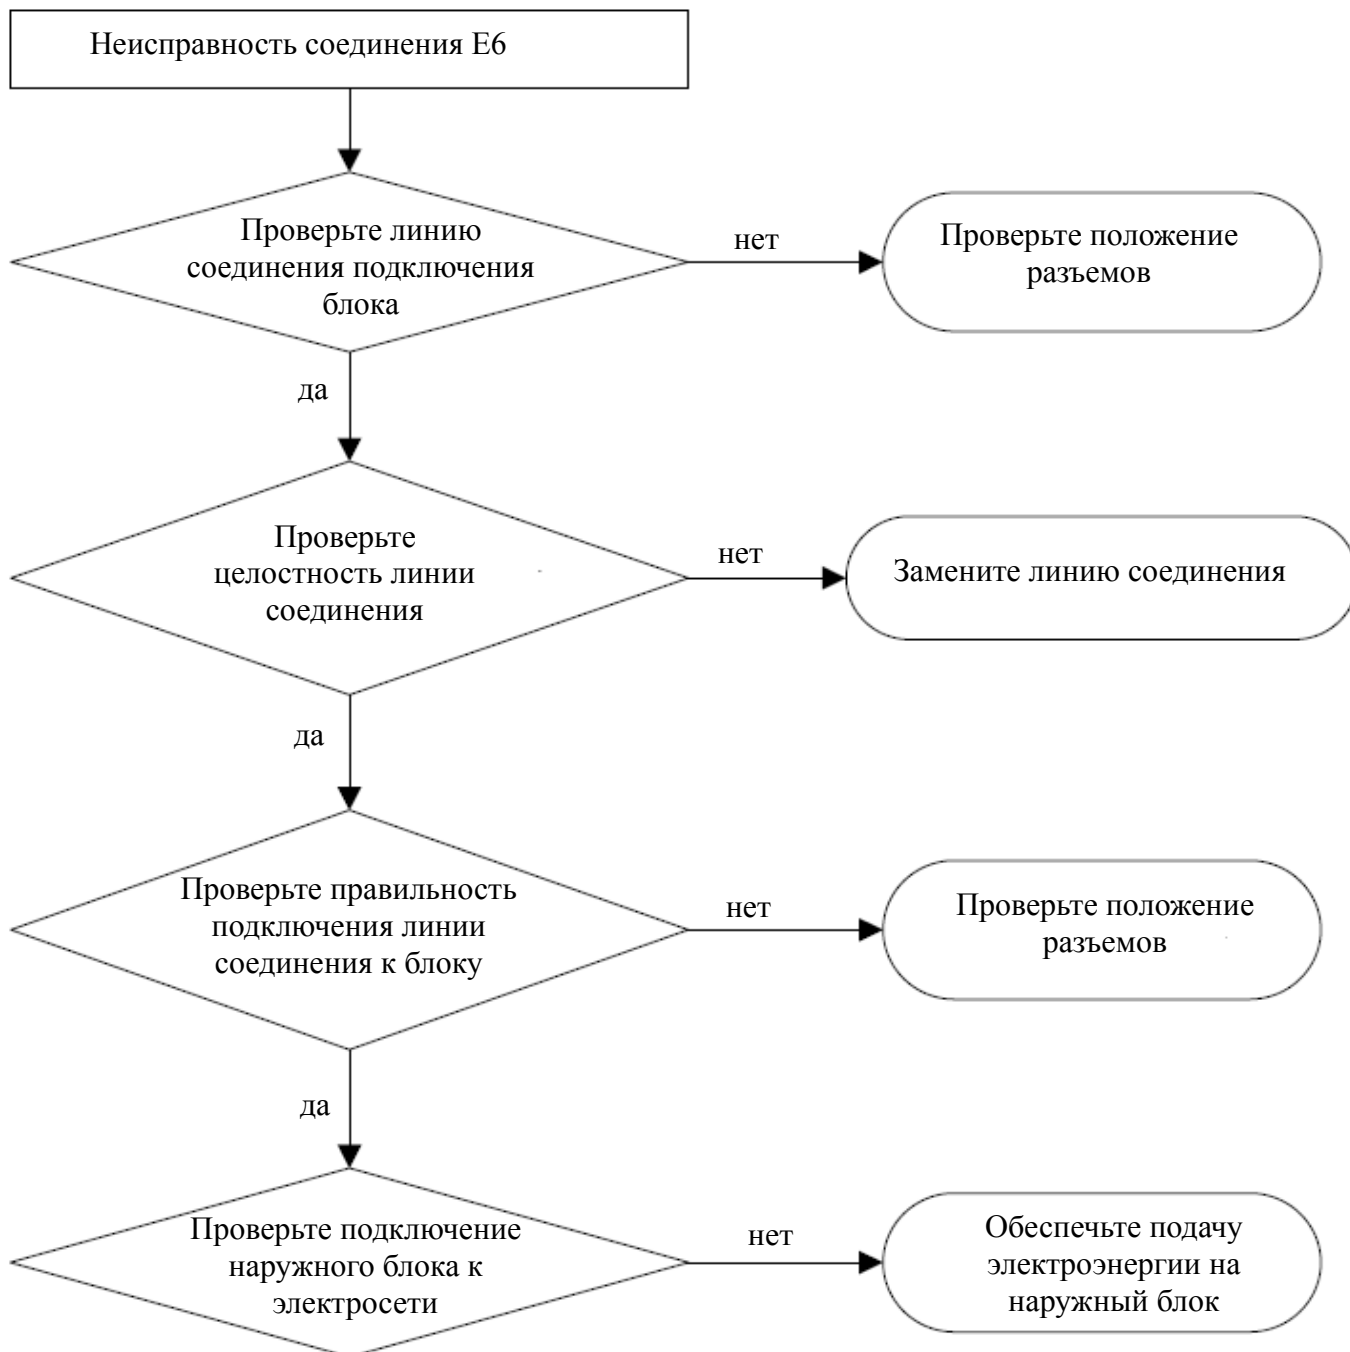 Неисправность соединения Е6
Проверьте линию
соединения подключения
блока
нет
Проверьте положение
разъемов
да
Проверьте
целостность линии
соединения
нет
Замените линию соединения
да
Проверьте правильность
подключения линии
соединения к блоку
нет
Проверьте положение
разъемов
да
Проверьте подключение
наружного блока к
электросети
нет
Обеспечьте подачу
электроэнергии на
наружный блок